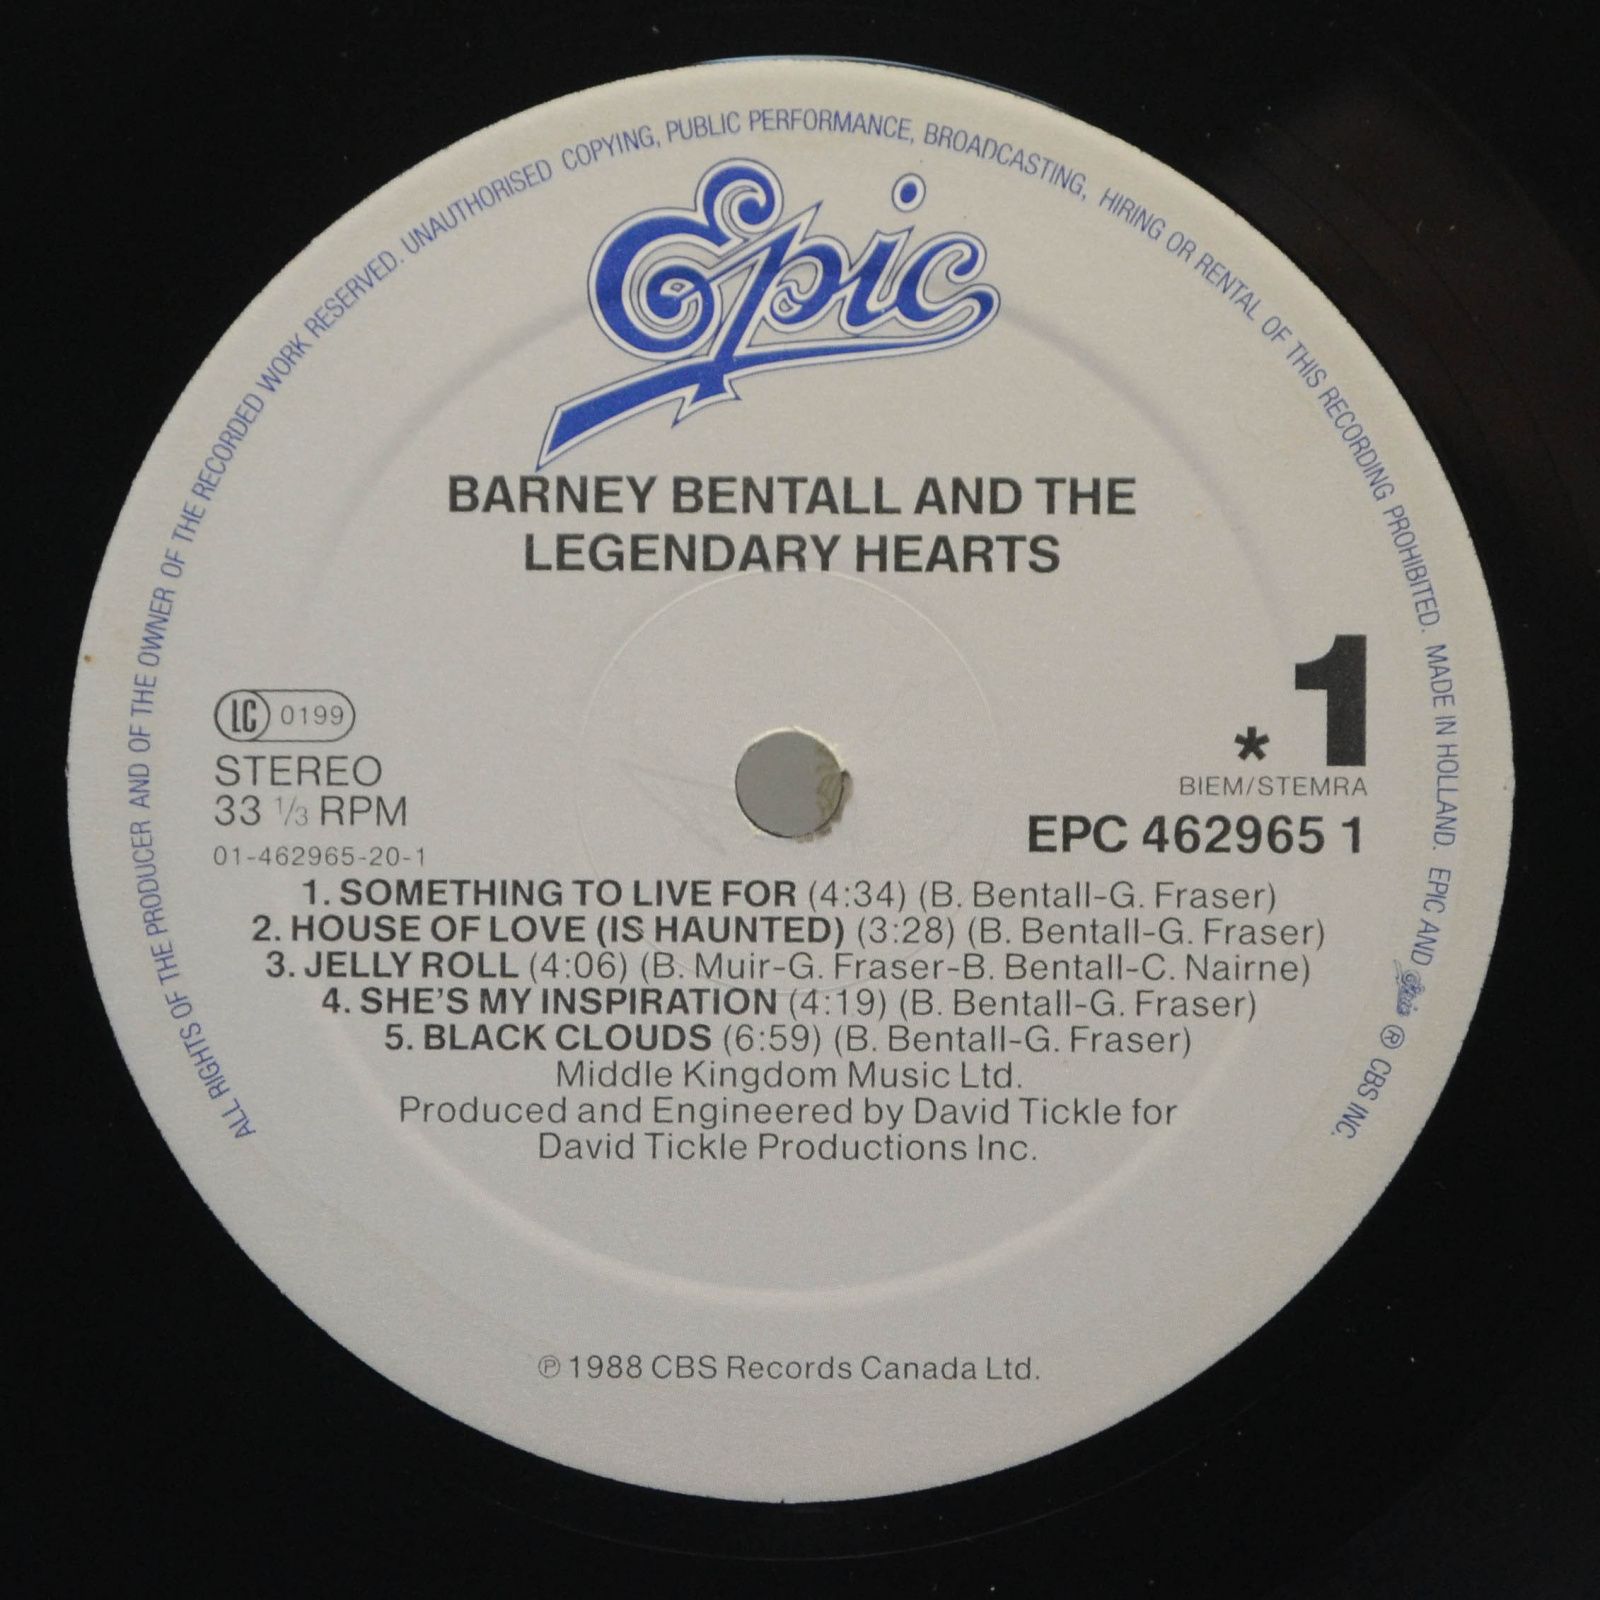 ALL RIGHTS OF THE PRODUCER AND OF THE OWNER OF THE RECORDED WORK RESERVED. UNAUTHORISED COPYING, PUBLIC PERFORMANCE, BROADCASTING, HIRING OR RENTAL OF THIS RECORDING PROHIBITED. MADE IN HOLLAND. EPIC AND Epic ® CBS INC.
Epic
BARNEY BENTALL AND THE
LEGENDARY HEARTS
LC 0199
STEREO
33 1/3 RPM
01-462965-20-1
* 1
BIEM/STEMRA
EPC 462965 1
1. SOMETHING TO LIVE FOR (4:34) (B. Bentall-G. Fraser)
2. HOUSE OF LOVE (IS HAUNTED) (3:28) (B. Bentall-G. Fraser)
3. JELLY ROLL (4:06) (B. Muir-G. Fraser-B. Bentall-C. Nairne)
4. SHE'S MY INSPIRATION (4:19) (B. Bentall-G. Fraser)
5. BLACK CLOUDS (6:59) (B. Bentall-G. Fraser)
Middle Kingdom Music Ltd.
Produced and Engineered by David Tickle for
David Tickle Productions Inc.
℗ 1988 CBS Records Canada Ltd.